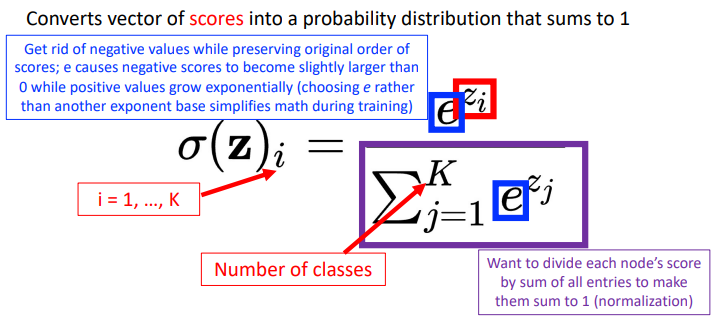 Converts vector of scores into a probability distribution that sums to 1
Get rid of negative values while preserving original order of
scores; e causes negative scores to become slightly larger than
0 while positive values grow exponentially (choosing e rather
than another exponent base simplifies math during training)
σ(𝐳)ᵢ = e^{z_i} / ∑_{j=1}^{K} e^{z_j}
i = 1, …, K
Number of classes
Want to divide each node’s score
by sum of all entries to make
them sum to 1 (normalization)